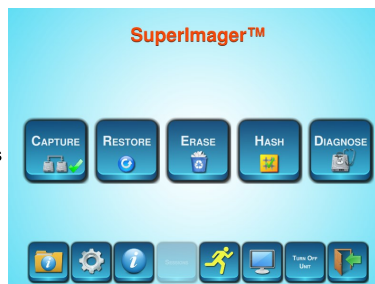 SuperImager™
s
CAPTURE
RESTORE
ERASE
HASH
DIAGNOSE
TURN OFF
UNIT